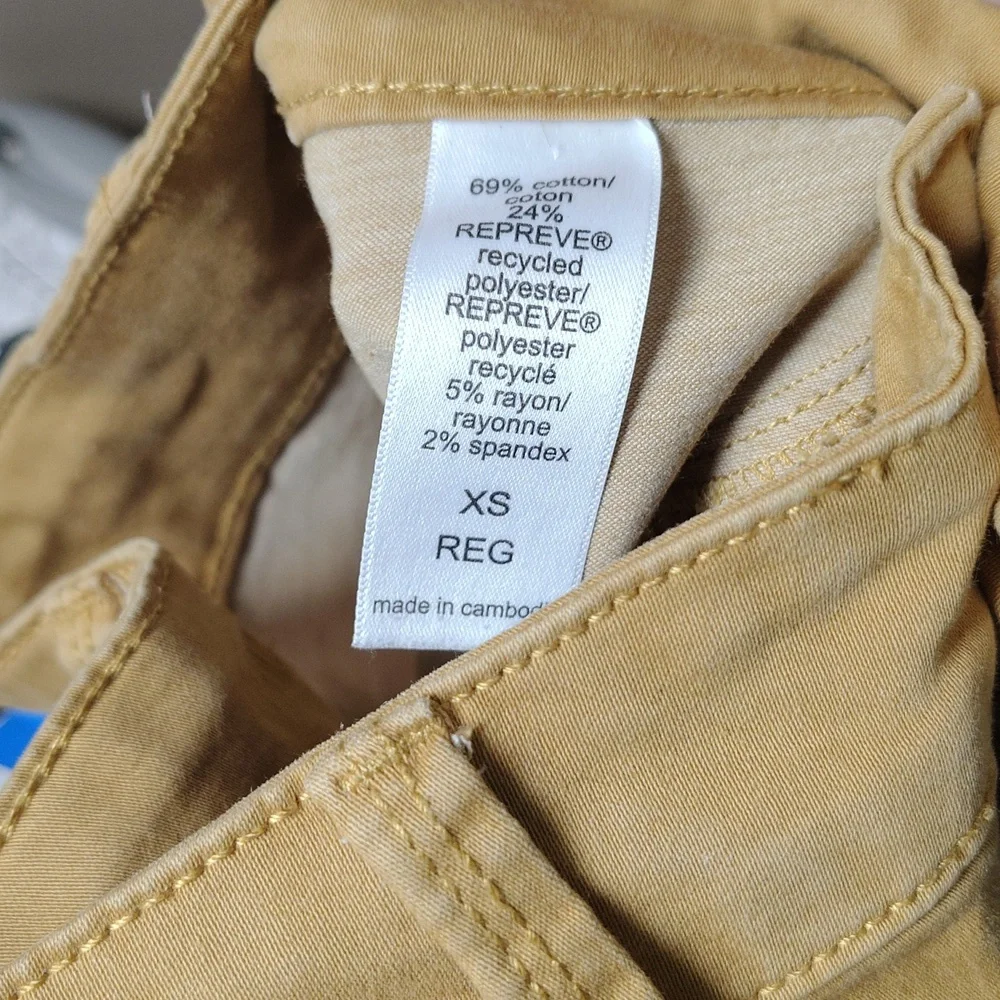 69% cotton/
coton
24%
REPREVE®
recycled
polyester/
REPREVE®
polyester
recyclé
5% rayon/
rayonne
2% spandex
XS
REG
made in cambod